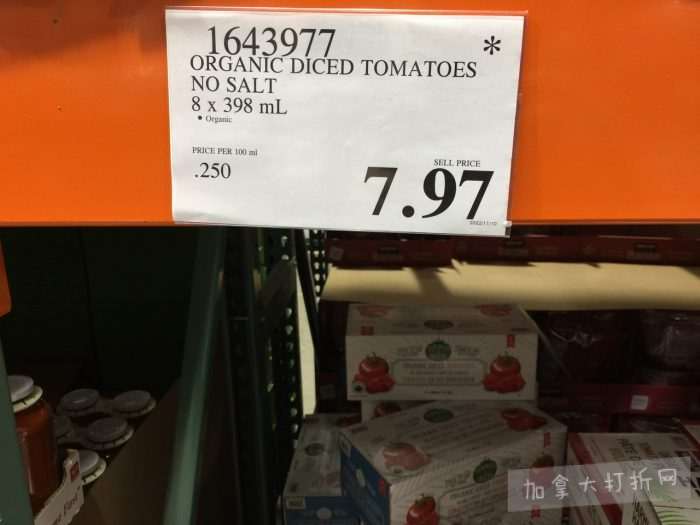 1643977
*
ORGANIC DICED TOMATOES
NO SALT
8 x 398 mL
• Organic
PRICE PER 100 ml
.250
SELL PRICE
7.97
加拿大打折网